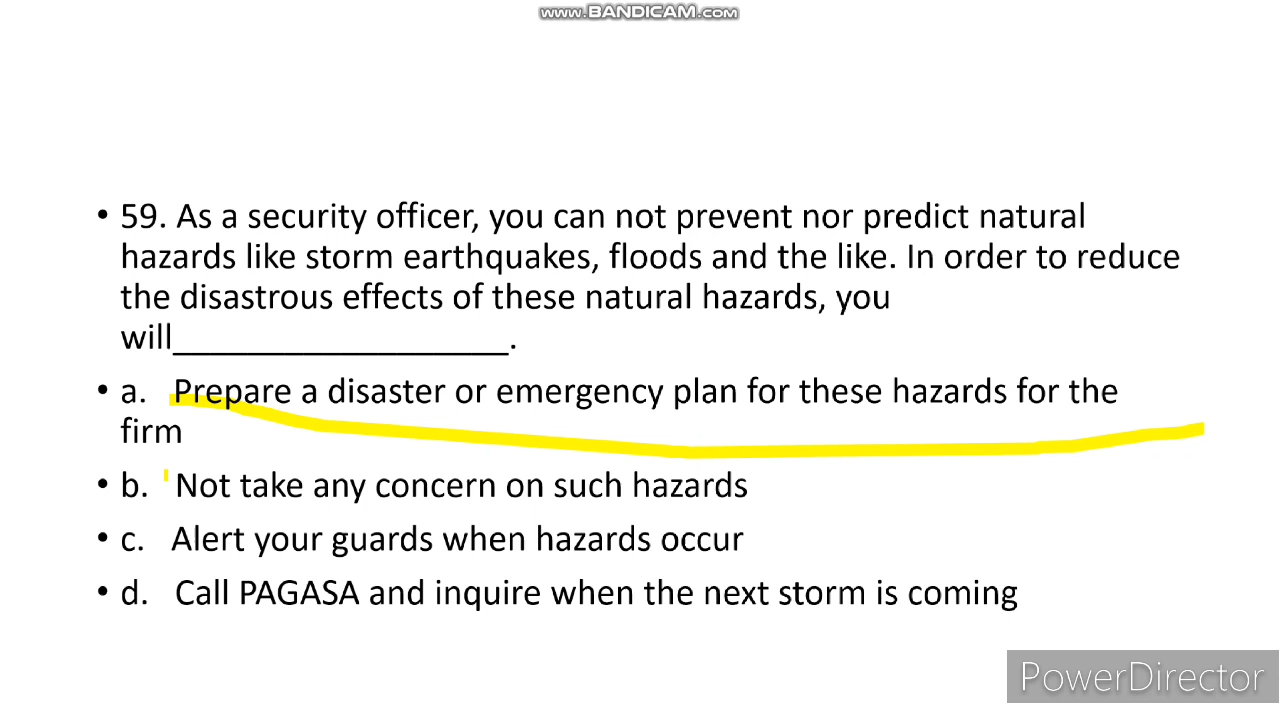 www.BANDICAM.com
• 59. As a security officer, you can not prevent nor predict natural
hazards like storm earthquakes, floods and the like. In order to reduce
the disastrous effects of these natural hazards, you
will__________________.
• a. Prepare a disaster or emergency plan for these hazards for the
firm
• b. Not take any concern on such hazards
• c. Alert your guards when hazards occur
• d. Call PAGASA and inquire when the next storm is coming
PowerDirector